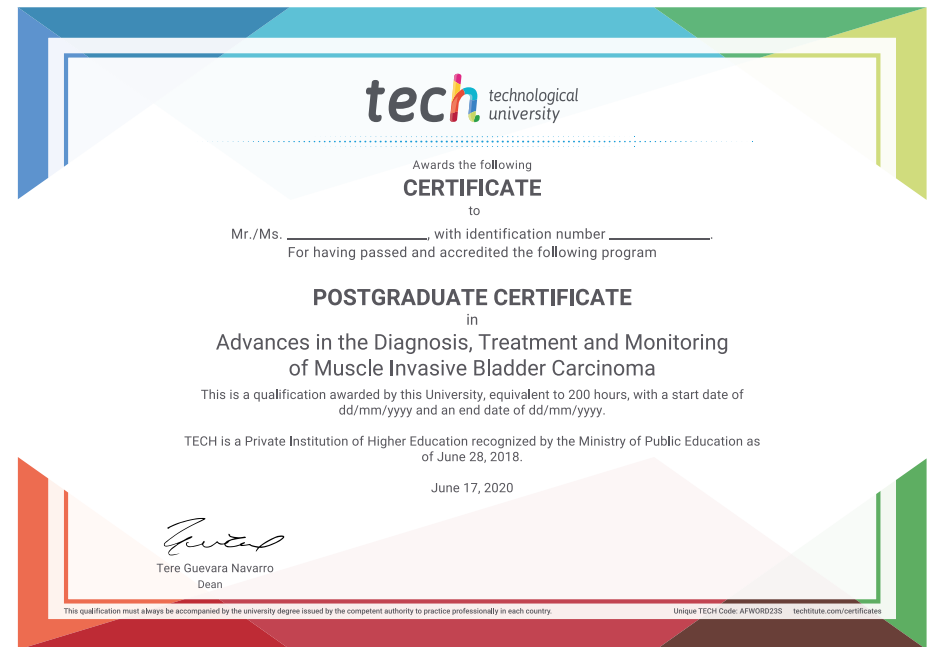 tech technological
university
Awards the following
CERTIFICATE
to
Mr./Ms. ____________________, with identification number ______________.
For having passed and accredited the following program
POSTGRADUATE CERTIFICATE
in
Advances in the Diagnosis, Treatment and Monitoring
of Muscle Invasive Bladder Carcinoma
This is a qualification awarded by this University, equivalent to 200 hours, with a start date of
dd/mm/yyyy and an end date of dd/mm/yyyy.
TECH is a Private Institution of Higher Education recognized by the Ministry of Public Education as
of June 28, 2018.
June 17, 2020
Tere Guevara Navarro
Dean
This qualification must always be accompanied by the university degree issued by the competent authority to practice professionally in each country. Unique TECH Code: AFWORD23S techtitute.com/certificates